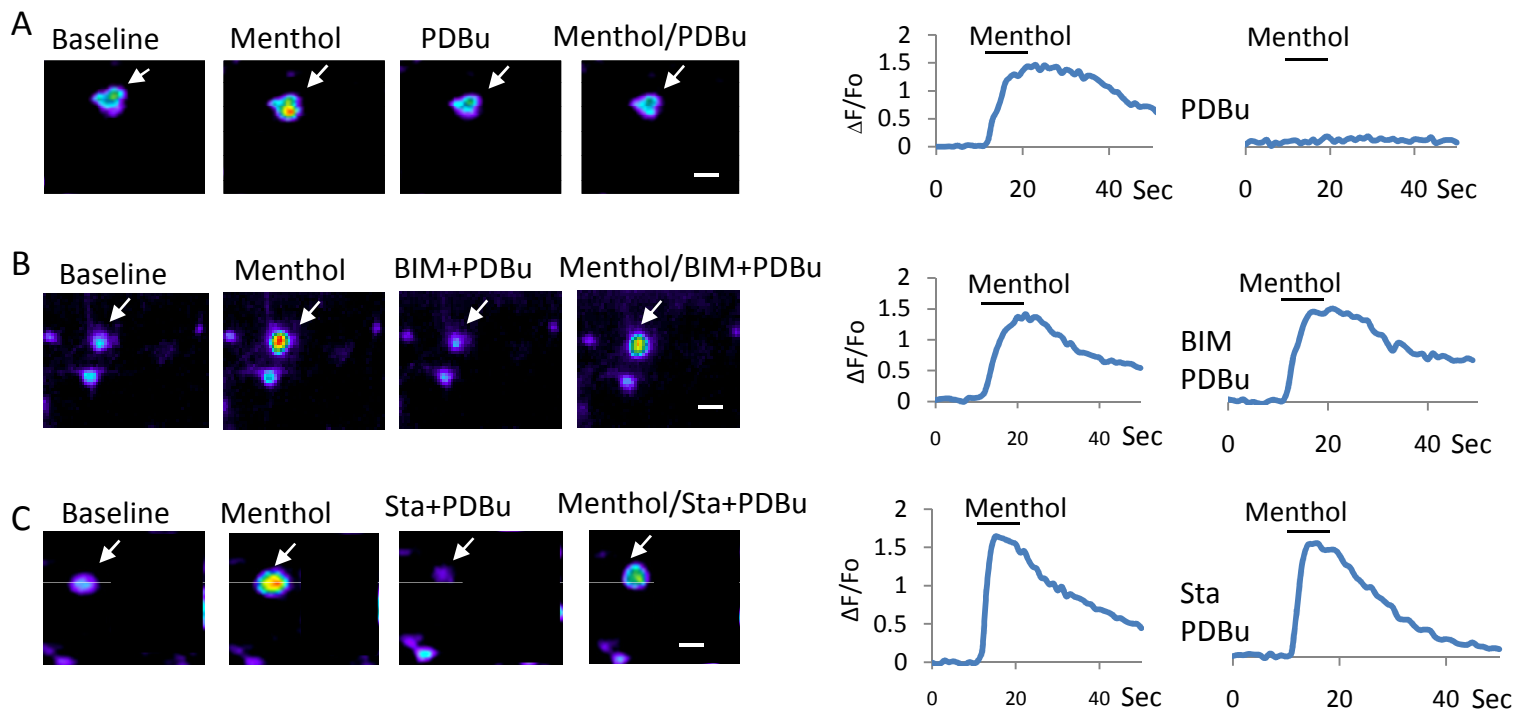 A
Baseline
Menthol
PDBu
Menthol/PDBu
2
1.5
1
0.5
0
ΔF/Fo
Menthol
0
20
40
Sec
Menthol
PDBu
0
20
40
Sec
B
Baseline
Menthol
BIM+PDBu
Menthol/BIM+PDBu
2
1.5
1
0.5
0
ΔF/Fo
Menthol
0
20
40
Sec
Menthol
BIM
PDBu
0
20
40
C
Baseline
Menthol
Sta+PDBu
Menthol/Sta+PDBu
2
1.5
1
0.5
0
ΔF/Fo
Menthol
0
20
40
Sec
Menthol
Sta
PDBu
0
20
40
Sec